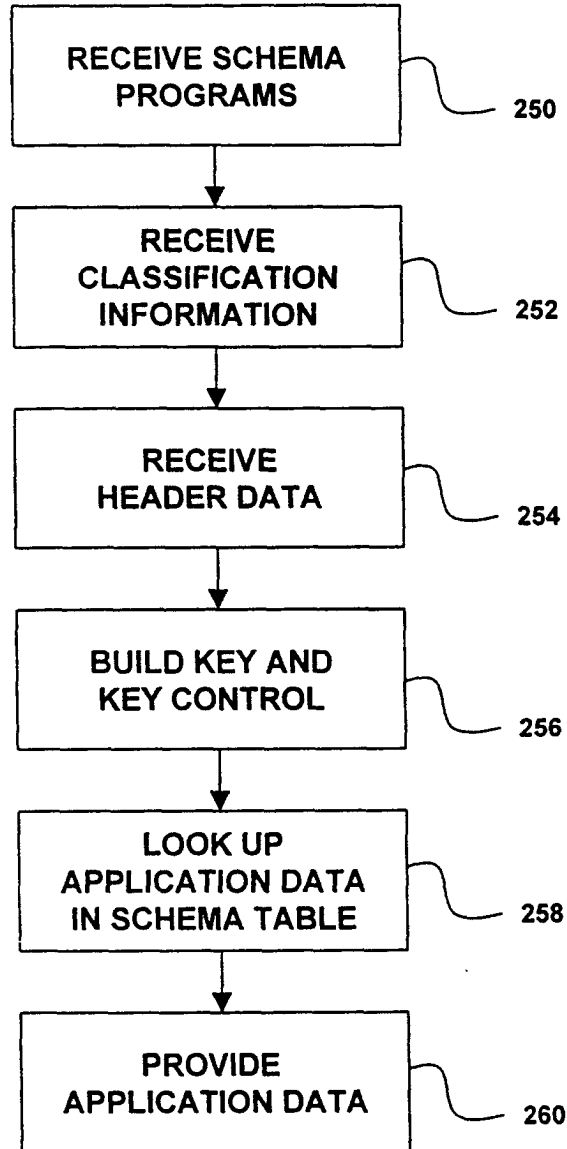 RECEIVE SCHEMA
PROGRAMS
250
RECEIVE
CLASSIFICATION
INFORMATION
252
RECEIVE
HEADER DATA
254
BUILD KEY AND
KEY CONTROL
256
LOOK UP
APPLICATION DATA
IN SCHEMA TABLE
258
PROVIDE
APPLICATION DATA
260